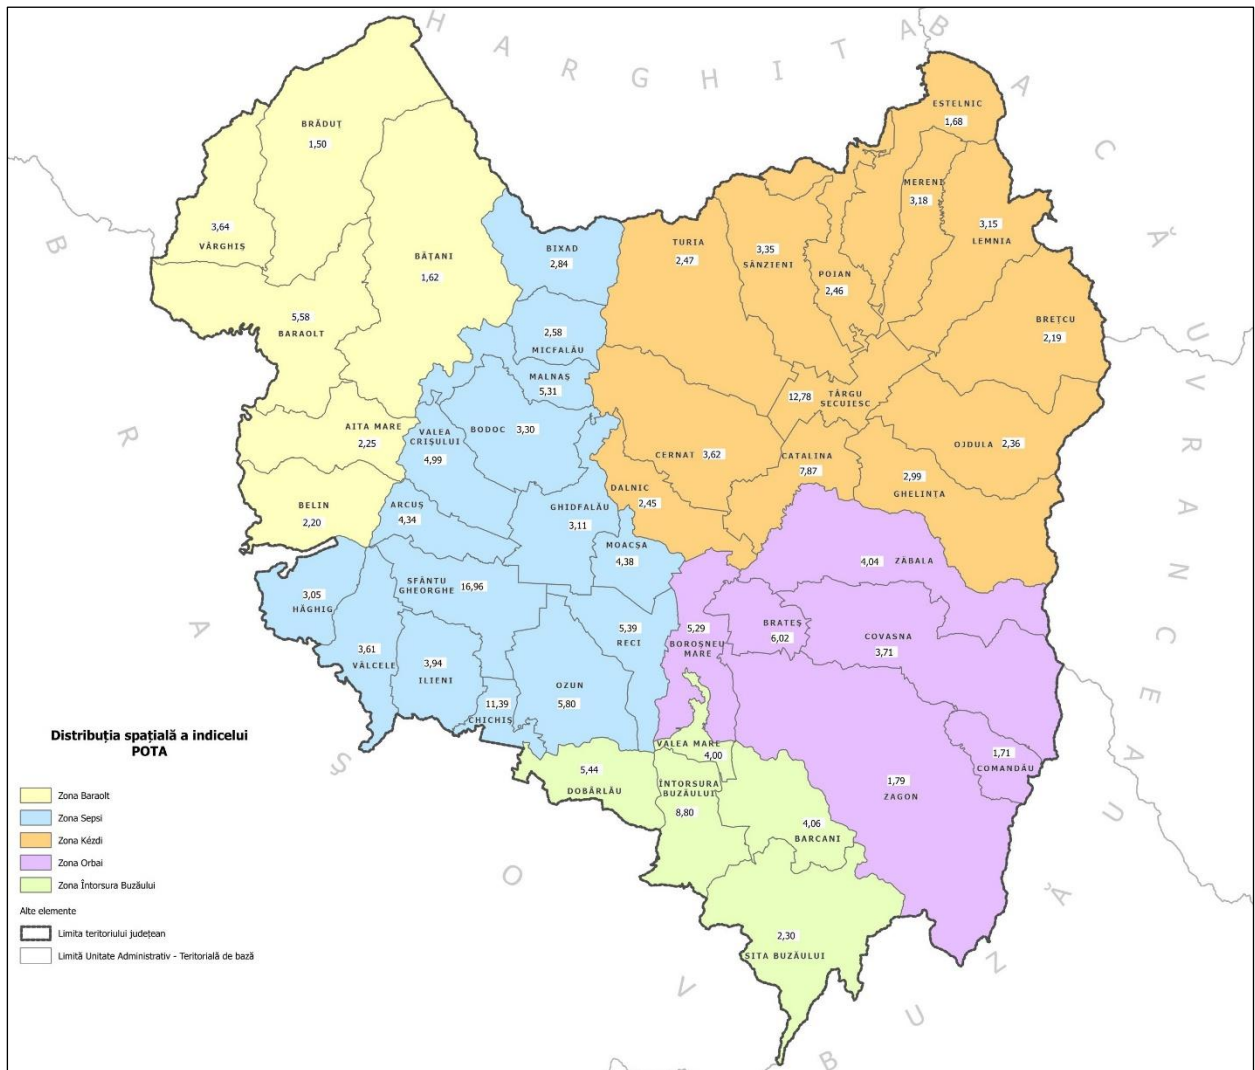 HARGHITA
BACĂU
VRANCEA
BUZĂU
BRAȘOV
ESTELNIC
1,68
BRĂDUȚ
1,50
MERENI
3,18
3,64
VÂRGHIȘ
3,15
LEMNIA
BĂȚANI
1,62
BIXAD
2,84
TURIA
2,47
3,35
SÂNZIENI
POIAN
2,46
5,58
BARAOLT
BREȚCU
2,19
2,58
MICFALĂU
MALNAȘ
5,31
12,78
TÂRGU
SECUIESC
AITA MARE
2,25
VALEA
CRIȘULUI
4,99
BODOC
3,30
CERNAT 3,62
CATALINA
7,87
OJDULA 2,36
2,99
GHELINȚA
DALNIC
2,45
BELIN
2,20
ARCUȘ
4,34
GHIDFALĂU
3,11
MOACȘA
4,38
4,04
ZĂBALA
3,05
HĂGHIG
SFÂNTU
GHEORGHE
16,96
5,39
RECI
5,29
BOROȘNEU
MARE
BRATEȘ
6,02
COVASNA
3,71
3,61
VÂLCELE
3,94
ILIENI
11,39
CHICHIȘ
OZUN
5,80
VALEA MARE
4,00
1,71
COMANDĂU
5,44
DOBÂRLĂU
ÎNTORSURA
BUZĂULUI
8,80
1,79
ZAGON
4,06
BARCANI
2,30
SITA BUZĂULUI
Distribuția spațială a indicelui
POTA
Zona Baraolt
Zona Sepsi
Zona Kézdi
Zona Orbai
Zona Întorsura Buzăului
Alte elemente
Limita teritoriului județean
Limită Unitate Administrativ - Teritorială de bază